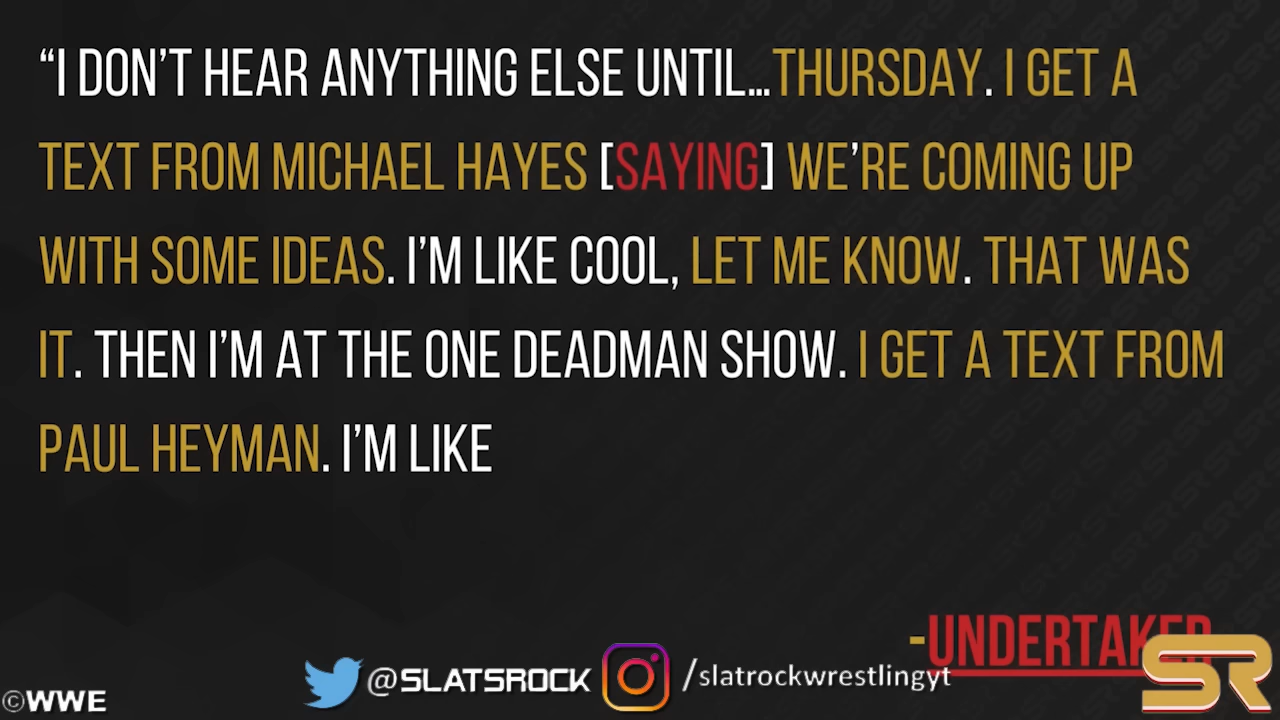 “I DON’T HEAR ANYTHING ELSE UNTIL…THURSDAY. I GET A
TEXT FROM MICHAEL HAYES [SAYING] WE’RE COMING UP
WITH SOME IDEAS. I’M LIKE COOL, LET ME KNOW. THAT WAS
IT. THEN I’M AT THE ONE DEADMAN SHOW. I GET A TEXT FROM
PAUL HEYMAN. I’M LIKE
-UNDERTAKER
@SLATSROCK
/slatrockwrestlingyt
SR
©WWE